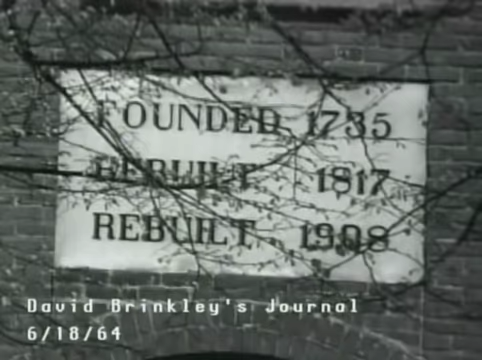 FOUNDED 1735
REBUILT 1817
REBUILT 1908
David Brinkley's Journal
6/18/64